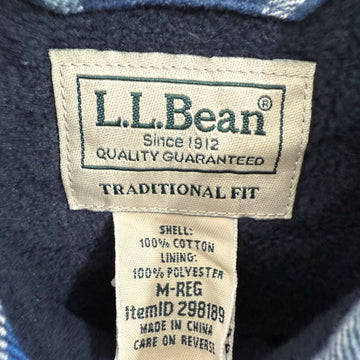 L.L.Bean®
Since 1912
QUALITY GUARANTEED
TRADITIONAL FIT
SHELL:
100% COTTON
LINING:
100% POLYESTER
M-REG
ItemID 298189
MADE IN CHINA
CARE ON REVERSE